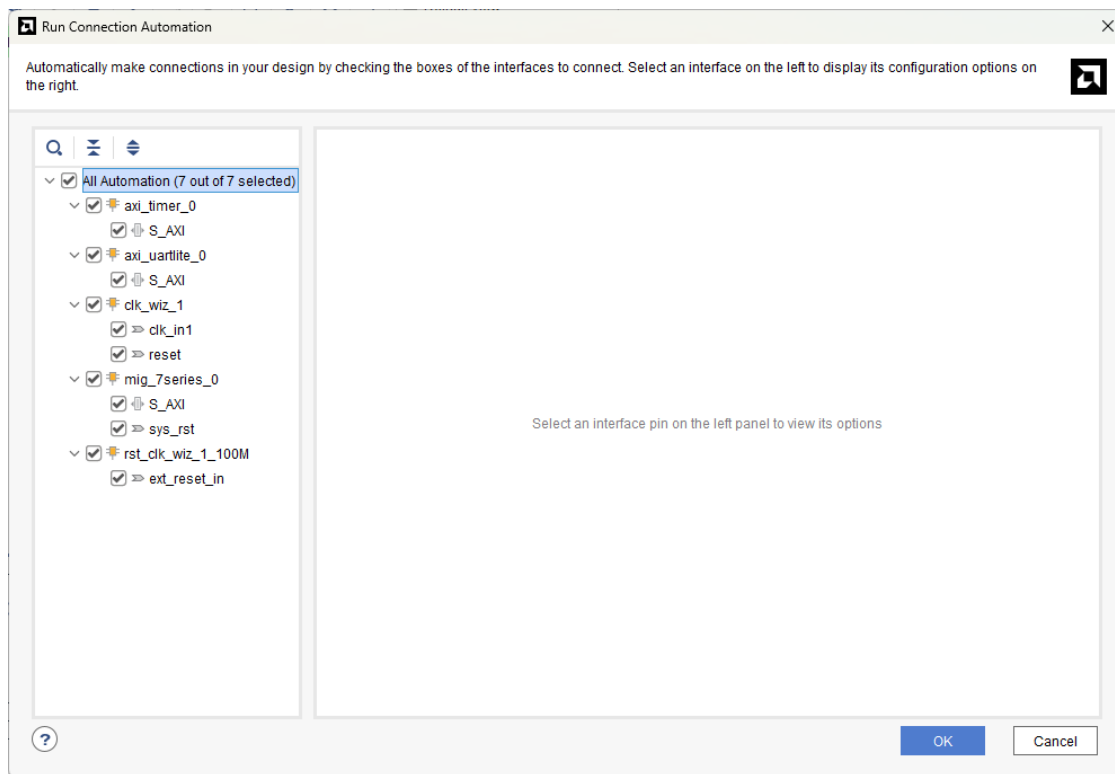 Run Connection Automation
Automatically make connections in your design by checking the boxes of the interfaces to connect. Select an interface on the left to display its configuration options on
the right.
All Automation (7 out of 7 selected)
axi_timer_0
S_AXI
axi_uartlite_0
S_AXI
clk_wiz_1
clk_in1
reset
mig_7series_0
S_AXI
sys_rst
Select an interface pin on the left panel to view its options
rst_clk_wiz_1_100M
ext_reset_in
?
OK
Cancel